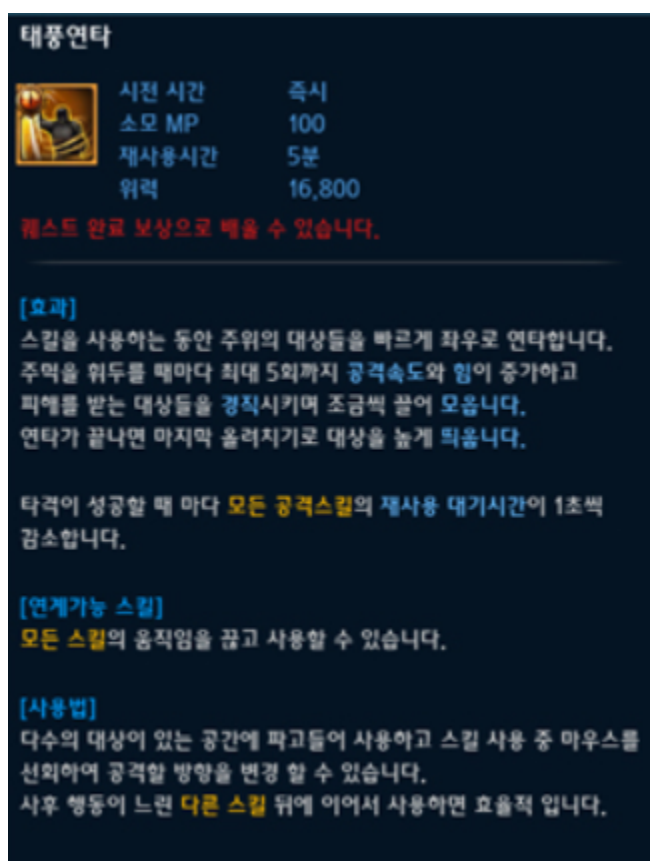 태풍연타
시전 시간 즉시
소모 MP 100
재사용시간 5분
위력 16,800
퀘스트 완료 보상으로 배울 수 있습니다.
[효과]
스킬을 사용하는 동안 주위의 대상들을 빠르게 좌우로 연타합니다.
주먹을 휘두를 때마다 최대 5회까지 공격속도와 힘이 증가하고
피해를 받는 대상들을 경직시키며 조금씩 끌어 모읍니다.
연타가 끝나면 마지막 올려치기로 대상을 높게 띄웁니다.
타격이 성공할 때 마다 모든 공격스킬의 재사용 대기시간이 1초씩
감소합니다.
[연계가능 스킬]
모든 스킬의 움직임을 끊고 사용할 수 있습니다.
[사용법]
다수의 대상이 있는 공간에 파고들어 사용하고 스킬 사용 중 마우스를
선회하여 공격할 방향을 변경 할 수 있습니다.
사후 행동이 느린 다른 스킬 뒤에 이어서 사용하면 효율적 입니다.